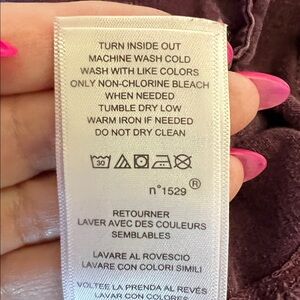 TURN INSIDE OUT
MACHINE WASH COLD
WASH WITH LIKE COLORS
ONLY NON-CHLORINE BLEACH
WHEN NEEDED
TUMBLE DRY LOW
WARM IRON IF NEEDED
DO NOT DRY CLEAN
30
n°1529®
RETOURNER
LAVER AVEC DES COULEURS
SEMBLABLES
LAVARE AL ROVESCIO
LAVARE CON COLORI SIMILI
VOLTEE LA PRENDA AL REVÉS
LAVAR CON COLORES